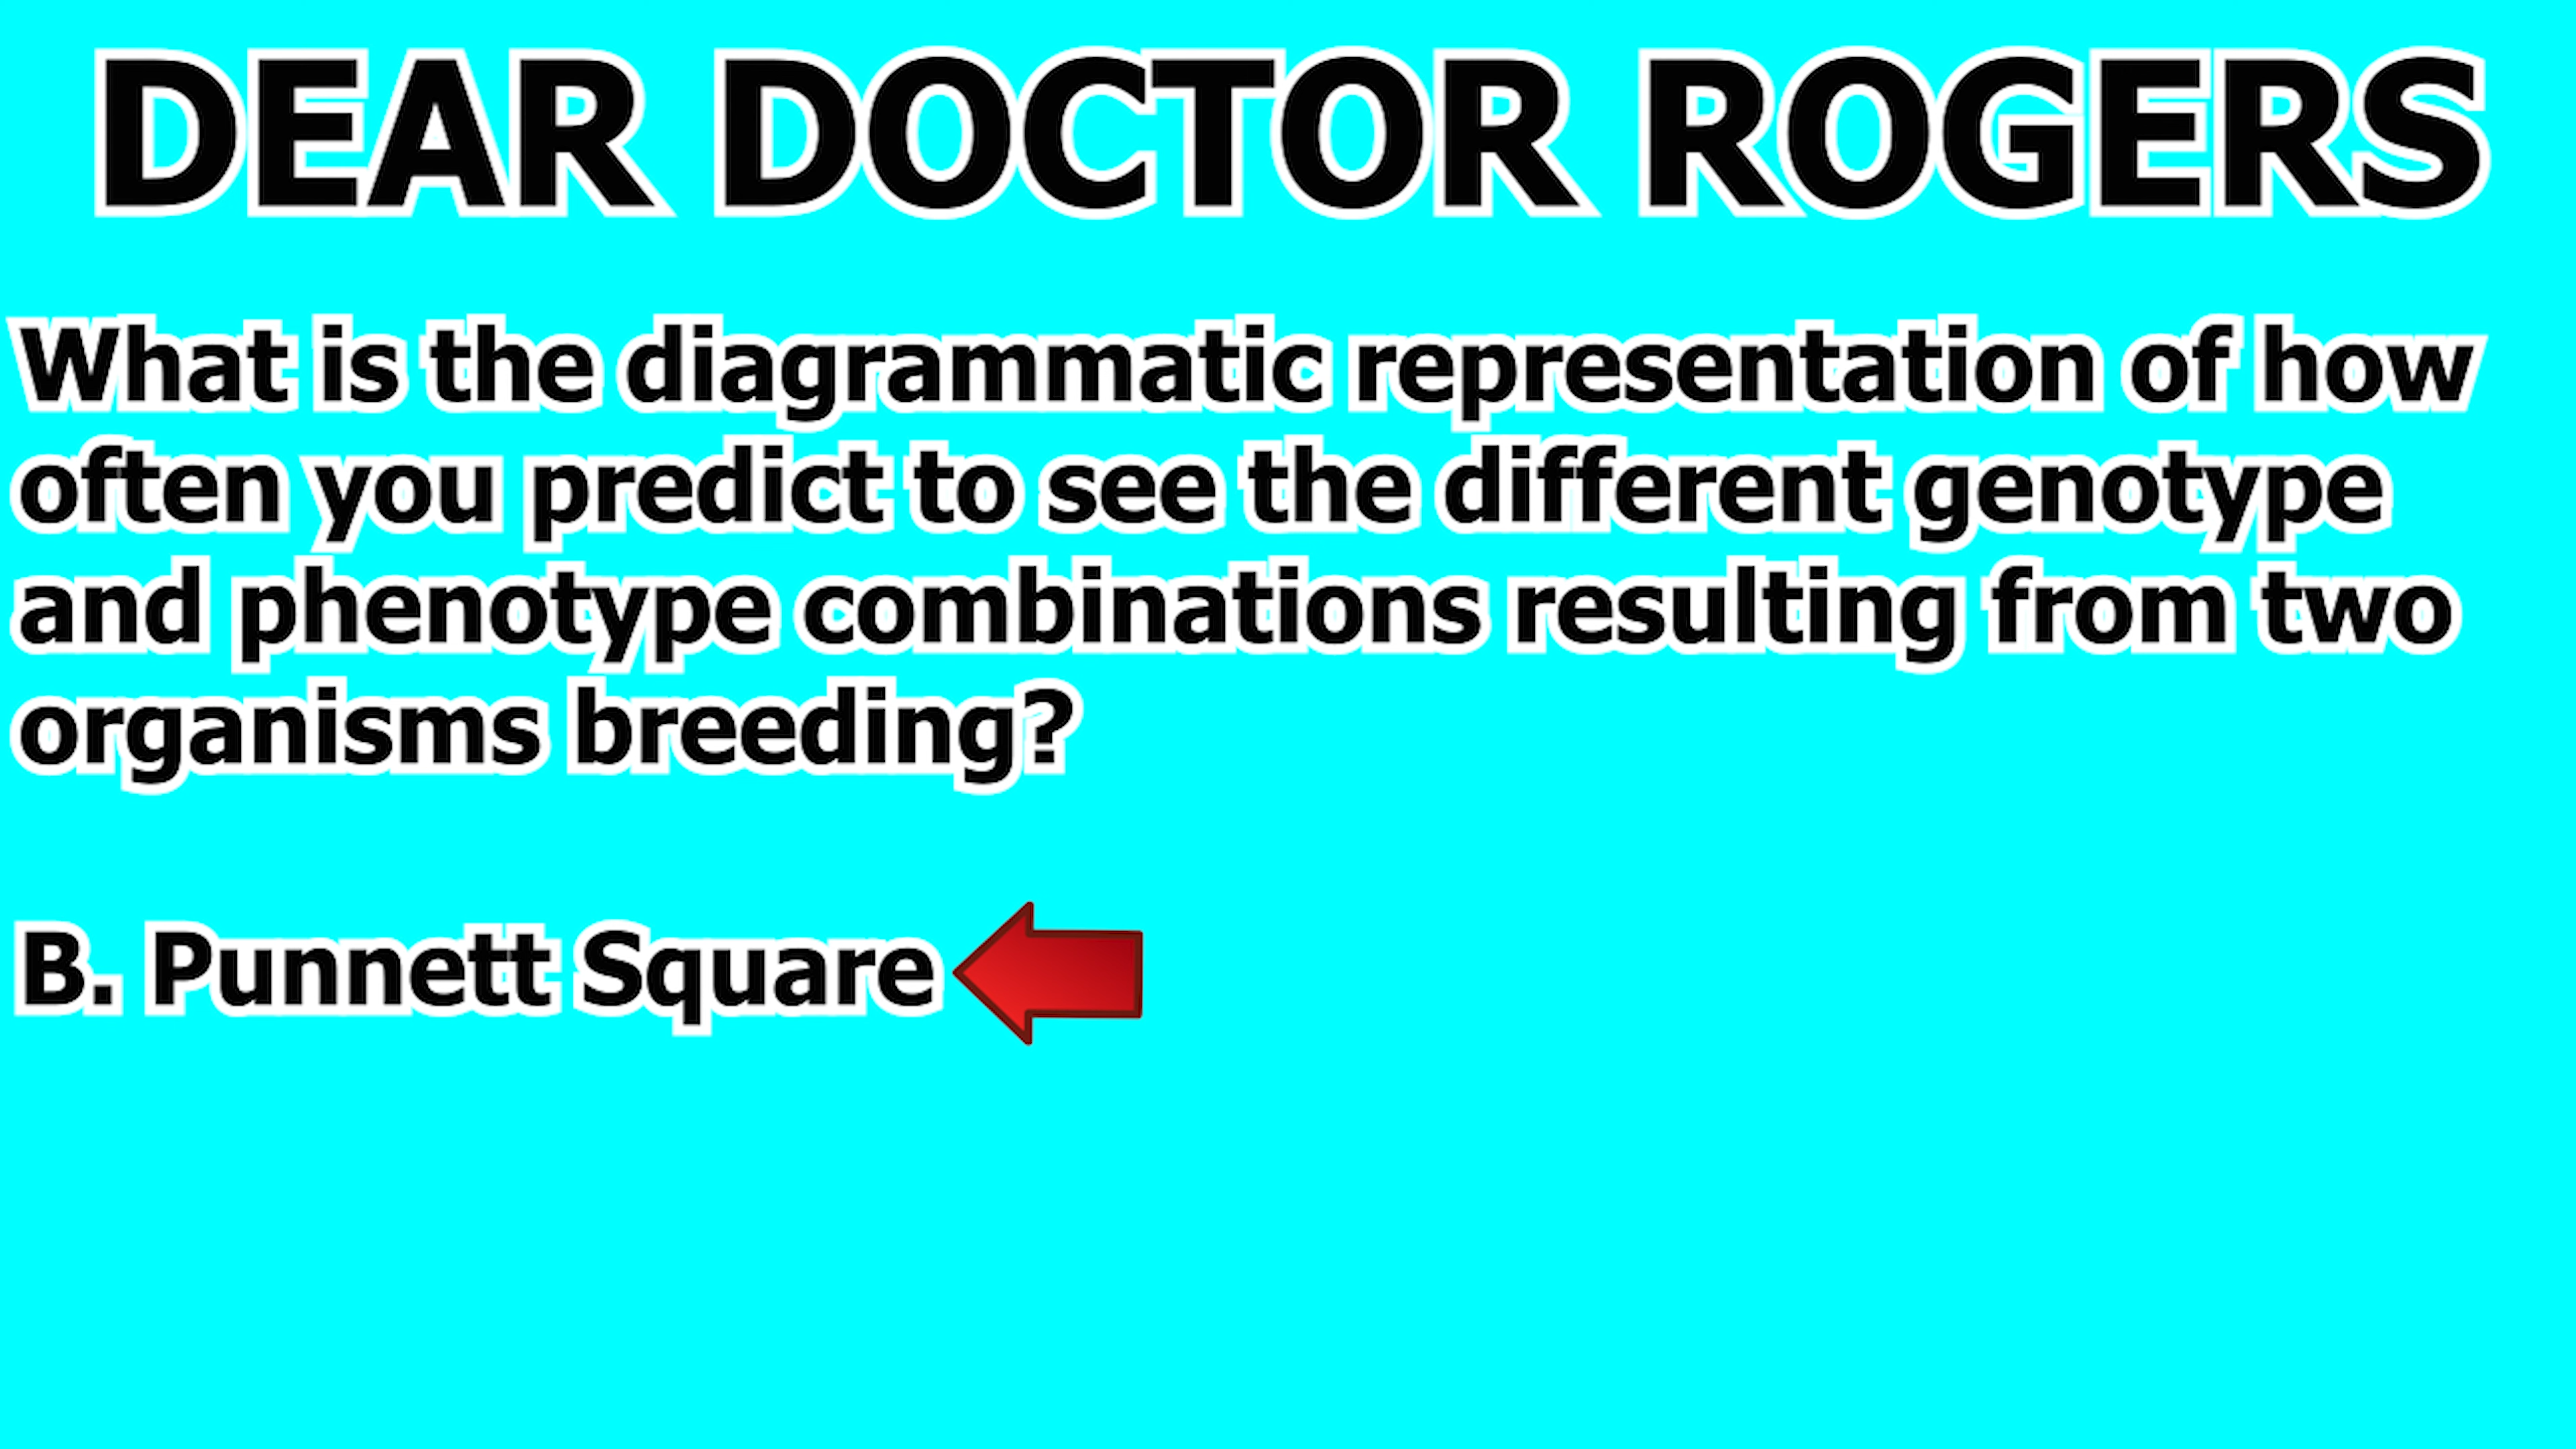 DEAR DOCTOR ROGERS
What is the diagrammatic representation of how
often you predict to see the different genotype
and phenotype combinations resulting from two
organisms breeding?
B. Punnett Square